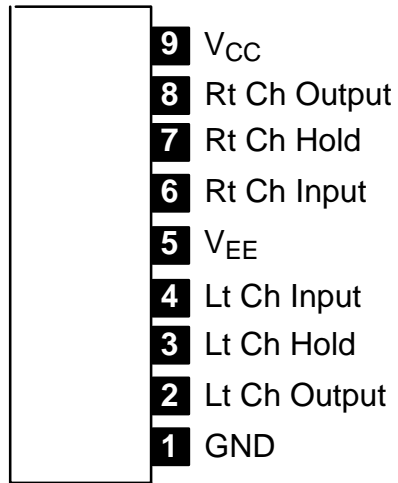 9 VCC
8 Rt Ch Output
7 Rt Ch Hold
6 Rt Ch Input
5 VEE
4 Lt Ch Input
3 Lt Ch Hold
2 Lt Ch Output
1 GND